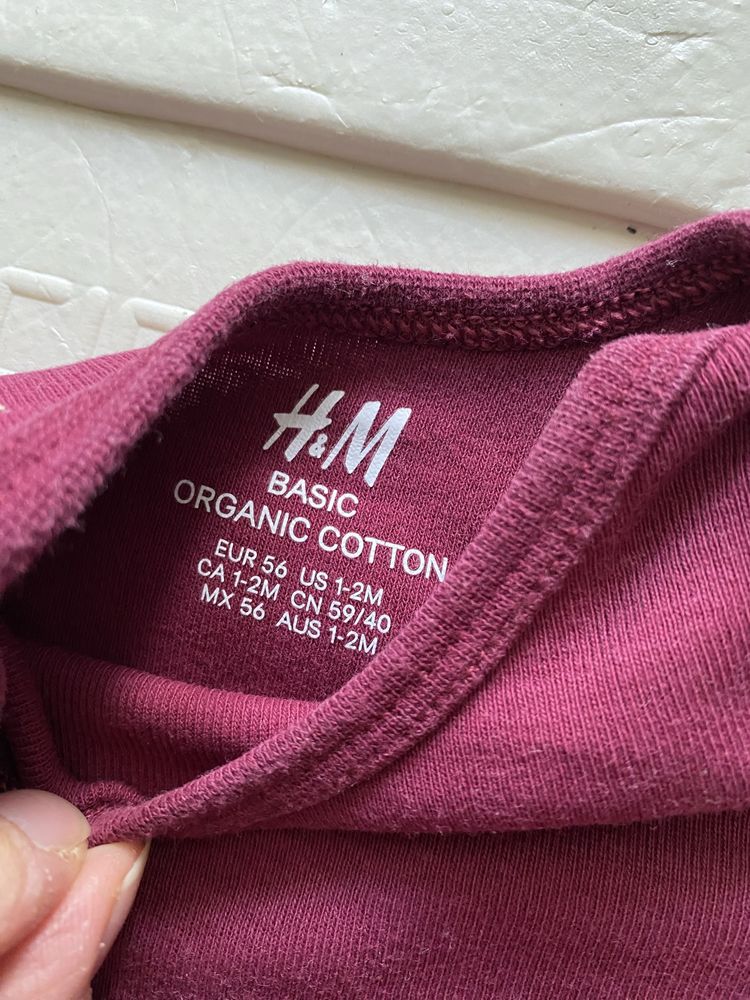 H&M
BASIC
ORGANIC COTTON
EUR 56 US 1-2M
CA 1-2M CN 59/40
MX 56 AUS 1-2M